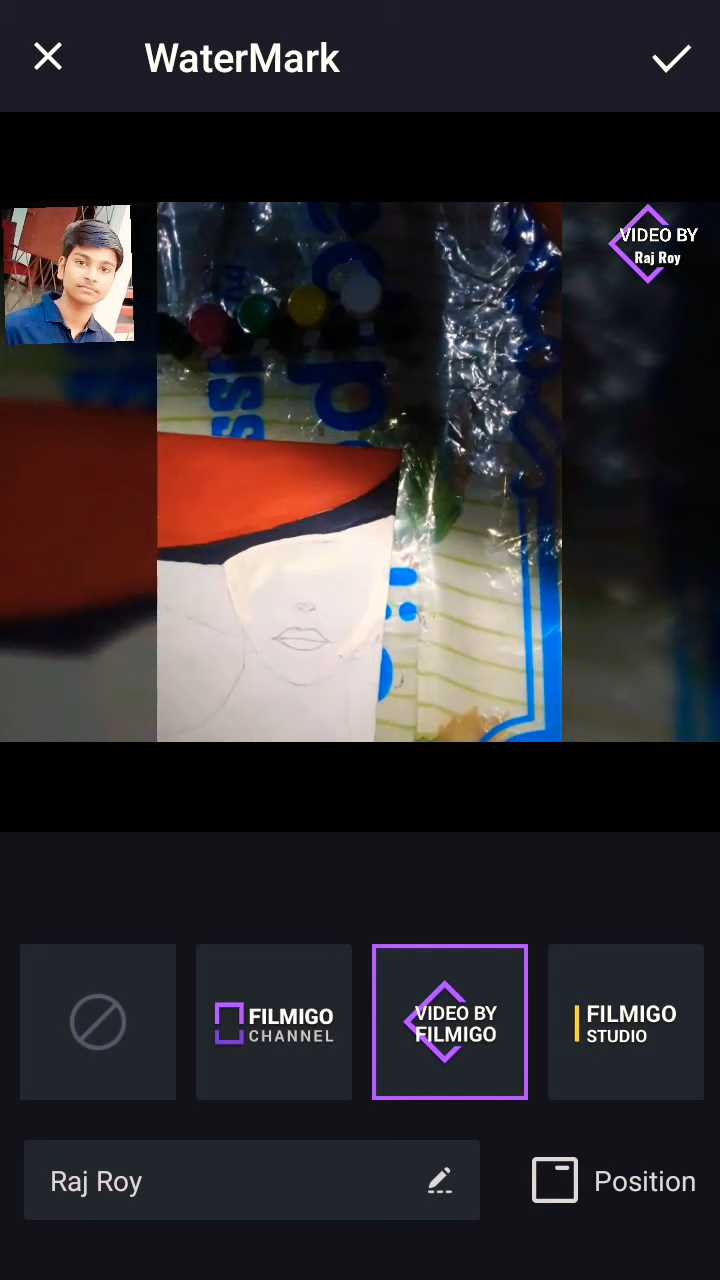 WaterMark
VIDEO BY
Raj Roy
FILMIGO
CHANNEL
VIDEO BY
FILMIGO
FILMIGO
STUDIO
Raj Roy
Position